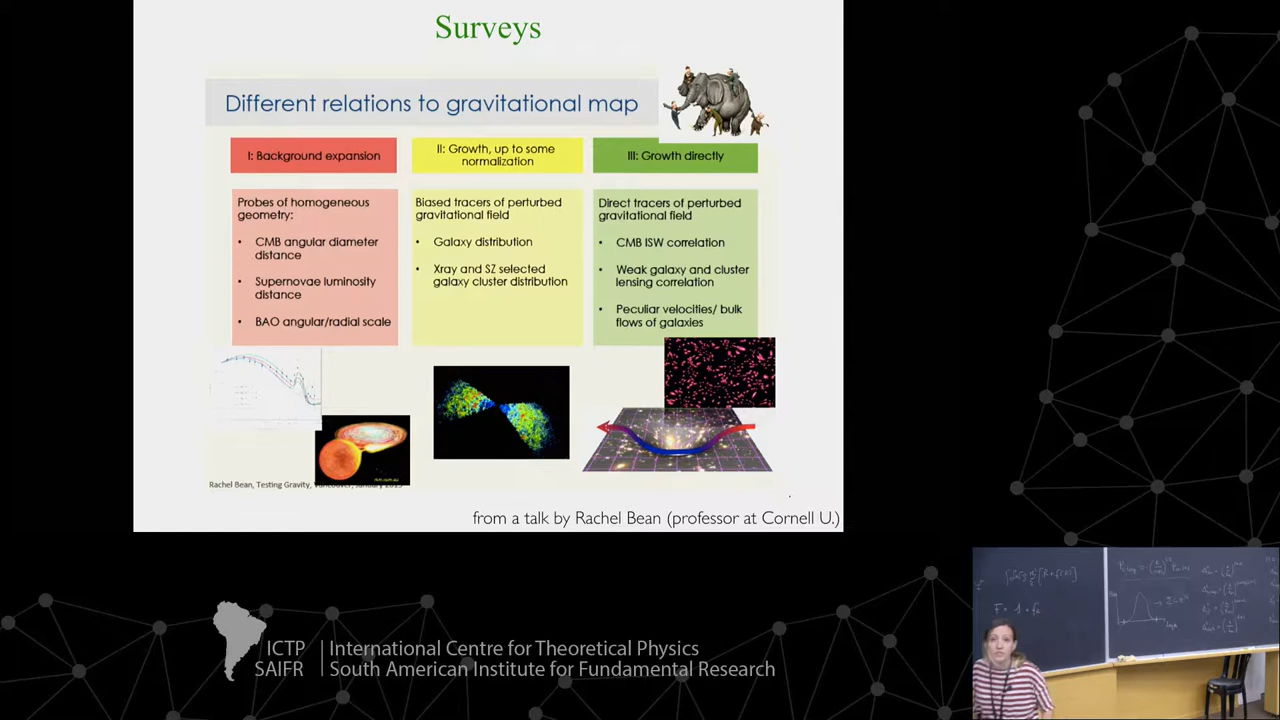 Surveys
Different relations to gravitational map
I: Background expansion
Probes of homogeneous
geometry:
• CMB angular diameter
distance
• Supernovae luminosity
distance
• BAO angular/radial scale
II: Growth, up to some
normalization
Biased tracers of perturbed
gravitational field
• Galaxy distribution
• Xray and SZ selected
galaxy cluster distribution
III: Growth directly
Direct tracers of perturbed
gravitational field
• CMB ISW correlation
• Weak galaxy and cluster
lensing correlation
• Peculiar velocities/ bulk
flows of galaxies
Rachel Bean, Testing Gravity, Vancouver, January 2015
from a talk by Rachel Bean (professor at Cornell U.)
ICTP
SAIFR
International Centre for Theoretical Physics
South American Institute for Fundamental Research